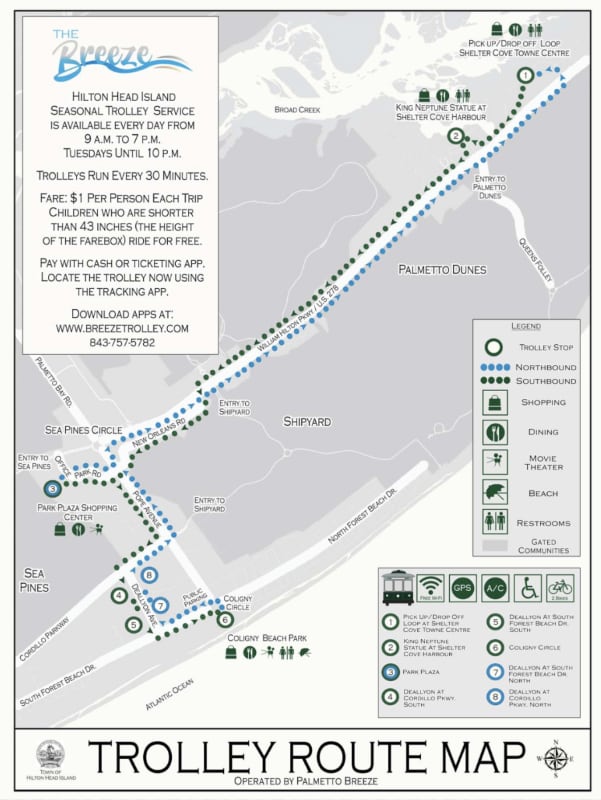 THE
Breeze
HILTON HEAD ISLAND
SEASONAL TROLLEY SERVICE
IS AVAILABLE EVERY DAY FROM
9 A.M. TO 7 P.M.
TUESDAYS UNTIL 10 P.M.
TROLLEYS RUN EVERY 30 MINUTES.
FARE: $1 PER PERSON EACH TRIP
CHILDREN WHO ARE SHORTER
THAN 43 INCHES (THE HEIGHT
OF THE FAREBOX) RIDE FOR FREE.
PAY WITH CASH OR TICKETING APP.
LOCATE THE TROLLEY NOW USING
THE TRACKING APP.
DOWNLOAD APPS AT:
WWW.BREEZETROLLEY.COM
843-757-5782
PICK UP/DROP OFF LOOP
SHELTER COVE TOWNE CENTRE
1
BROAD CREEK
KING NEPTUNE STATUE AT
SHELTER COVE HARBOUR
2
ENTRY TO
PALMETTO
DUNES
QUEENS FOLLEY
PALMETTO DUNES
WILLIAM HILTON PKWY / U.S. 278
PALMETTO BAY RD.
SEA PINES CIRCLE
NEW ORLEANS RD.
ENTRY TO
SHIPYARD
SHIPYARD
ENTRY TO
SEA PINES
OFFICE
PARK RD
3
PARK PLAZA SHOPPING
CENTER
POPE AVENUE
ENTRY TO
SHIPYARD
NORTH FOREST BEACH DR.
SEA
PINES
8
4
DEALLYON AVE.
7
5
PUBLIC
PARKING
COLIGNY
CIRCLE
6
COLIGNY BEACH PARK
CORDILLO PARKWAY
SOUTH FOREST BEACH DR.
ATLANTIC OCEAN
LEGEND
TROLLEY STOP
NORTHBOUND
SOUTHBOUND
SHOPPING
DINING
MOVIE
THEATER
BEACH
RESTROOMS
GATED
COMMUNITIES
FREE WI-FI
GPS
A/C
2 BIKES
1 PICK UP/DROP OFF
LOOP AT SHELTER
COVE TOWNE CENTRE
2 KING NEPTUNE
STATUE AT SHELTER
COVE HARBOUR
3 PARK PLAZA
4 DEALLYON AT
CORDILLO PKWY.
SOUTH
5 DEALLYON AT SOUTH
FOREST BEACH DR.
SOUTH
6 COLIGNY CIRCLE
7 DEALLYON AT SOUTH
FOREST BEACH DR.
NORTH
8 DEALLYON AT
CORDILLO
PKWY. NORTH
TOWN OF
HILTON HEAD ISLAND
TROLLEY ROUTE MAP
OPERATED BY PALMETTO BREEZE
N
W
E
S